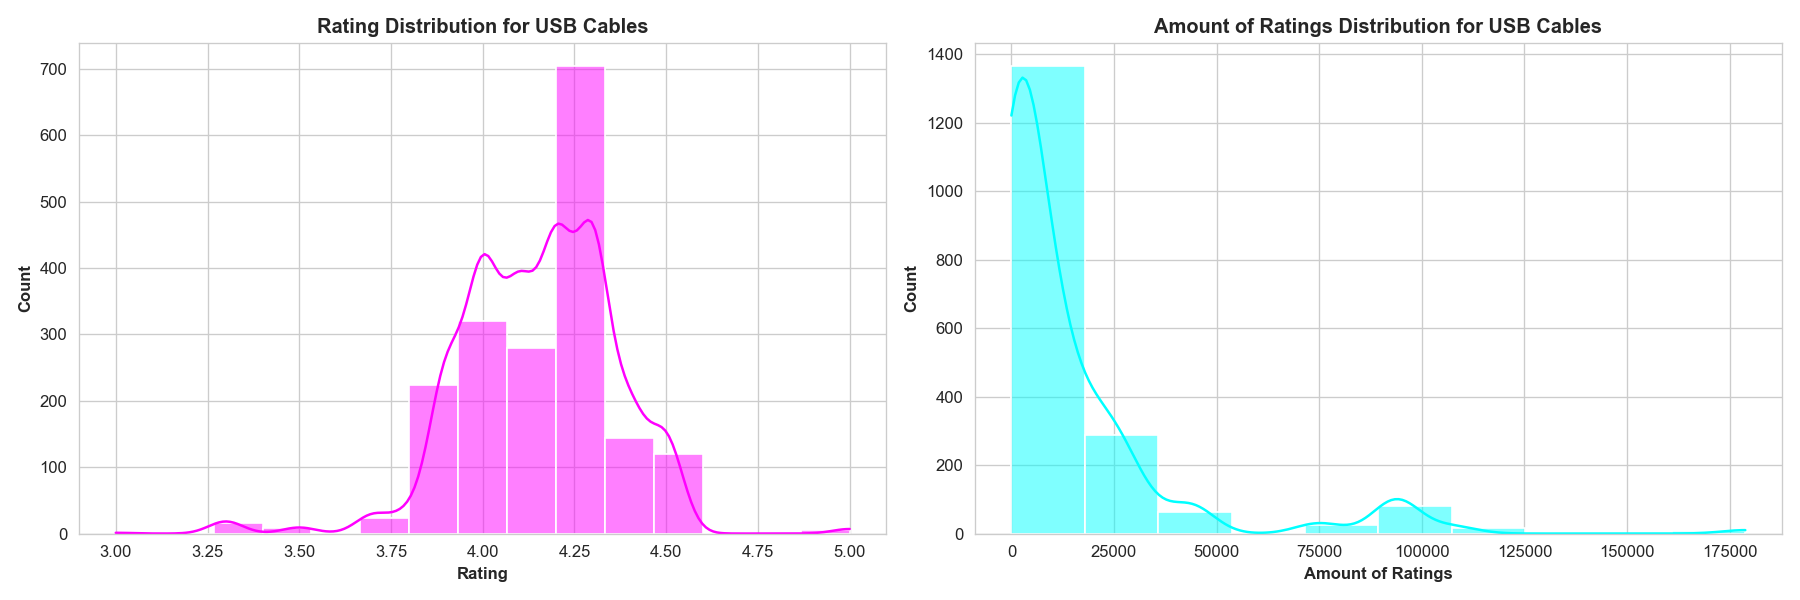 Rating Distribution for USB Cables
700
600
500
400
300
200
100
0
Count
3.00 3.25 3.50 3.75 4.00 4.25 4.50 4.75 5.00
Rating
Amount of Ratings Distribution for USB Cables
1400
1200
1000
800
600
400
200
0
Count
0 25000 50000 75000 100000 125000 150000 175000
Amount of Ratings